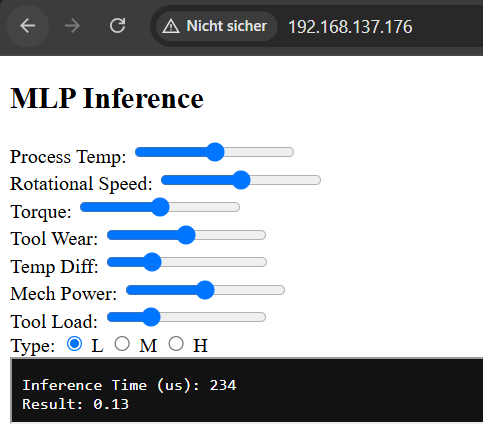 Nicht sicher 192.168.137.176
MLP Inference
Process Temp:
Rotational Speed:
Torque:
Tool Wear:
Temp Diff:
Mech Power:
Tool Load:
Type: L M H
Inference Time (us): 234
Result: 0.13